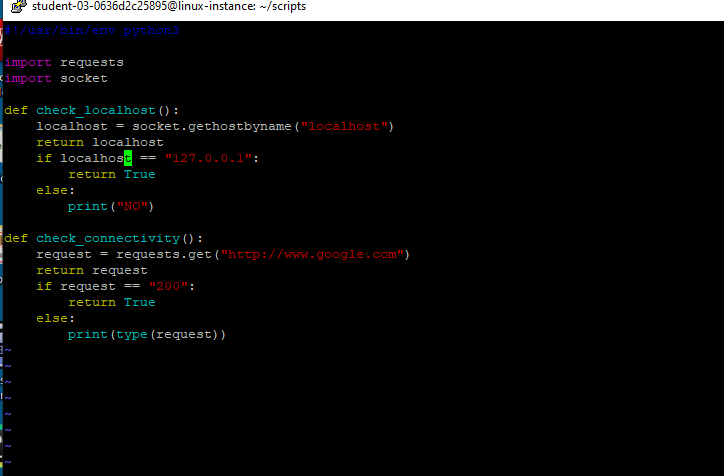 student-03-0636d2c25895@linux-instance: ~/scripts
#!/usr/bin/env python3
import requests
import socket
def check_localhost():
    localhost = socket.gethostbyname("localhost")
    return localhost
    if localhost == "127.0.0.1":
        return True
    else:
        print("NO")
def check_connectivity():
    request = requests.get("http://www.google.com")
    return request
    if request == "200":
        return True
    else:
        print(type(request))
~
~
~
~
~
~
~
~